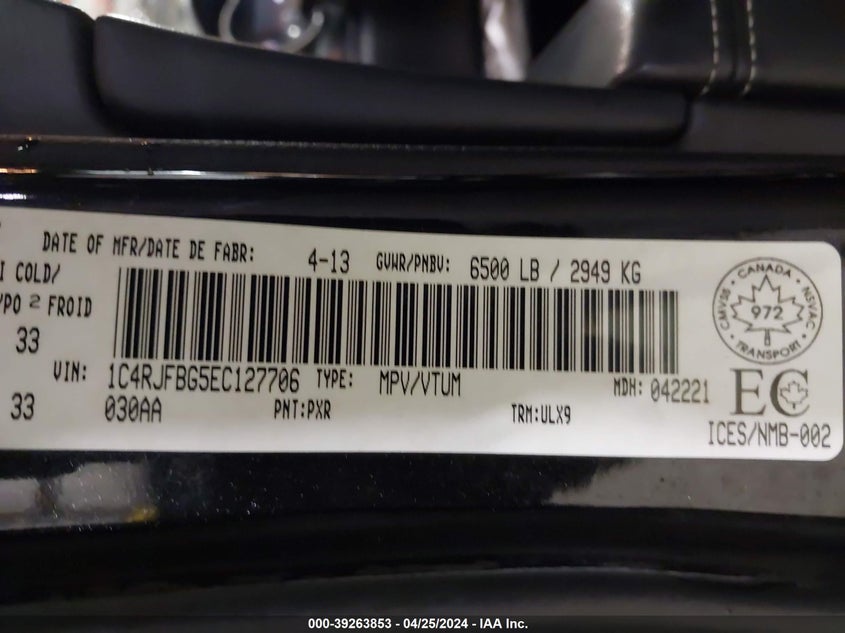 DATE OF MFR/DATE DE FABR: 4-13 GVWR/PNBV: 6500 LB / 2949 KG
I COLD/
PO 2 FROID
33
VIN: 1C4RJFBG5EC127706 TYPE: MPV/VTUM MDH: 042221
33 030AA PNT:PXR TRM:ULX9
CANADA
CMVSS NSVAC
972
TRANSPORT
EC
ICES/NMB-002
000-39263853 / 04/25/2024 - IAA Inc.